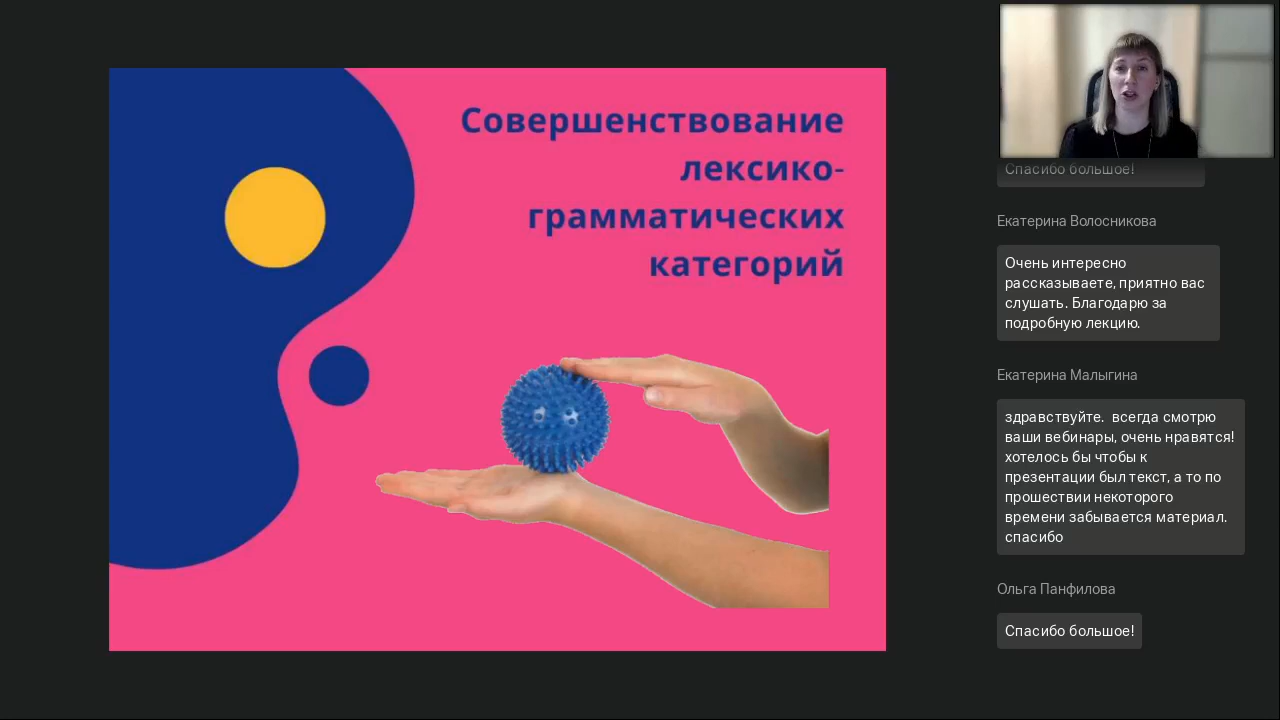 Совершенствование
лексико-
грамматических
категорий
Спасибо большое!
Екатерина Волосникова
Очень интересно
рассказываете, приятно вас
слушать. Благодарю за
подробную лекцию.
Екатерина Малыгина
здравствуйте.  всегда смотрю
ваши вебинары, очень нравятся!
хотелось бы чтобы к
презентации был текст, а то по
прошествии некоторого
времени забывается материал.
спасибо
Ольга Панфилова
Спасибо большое!